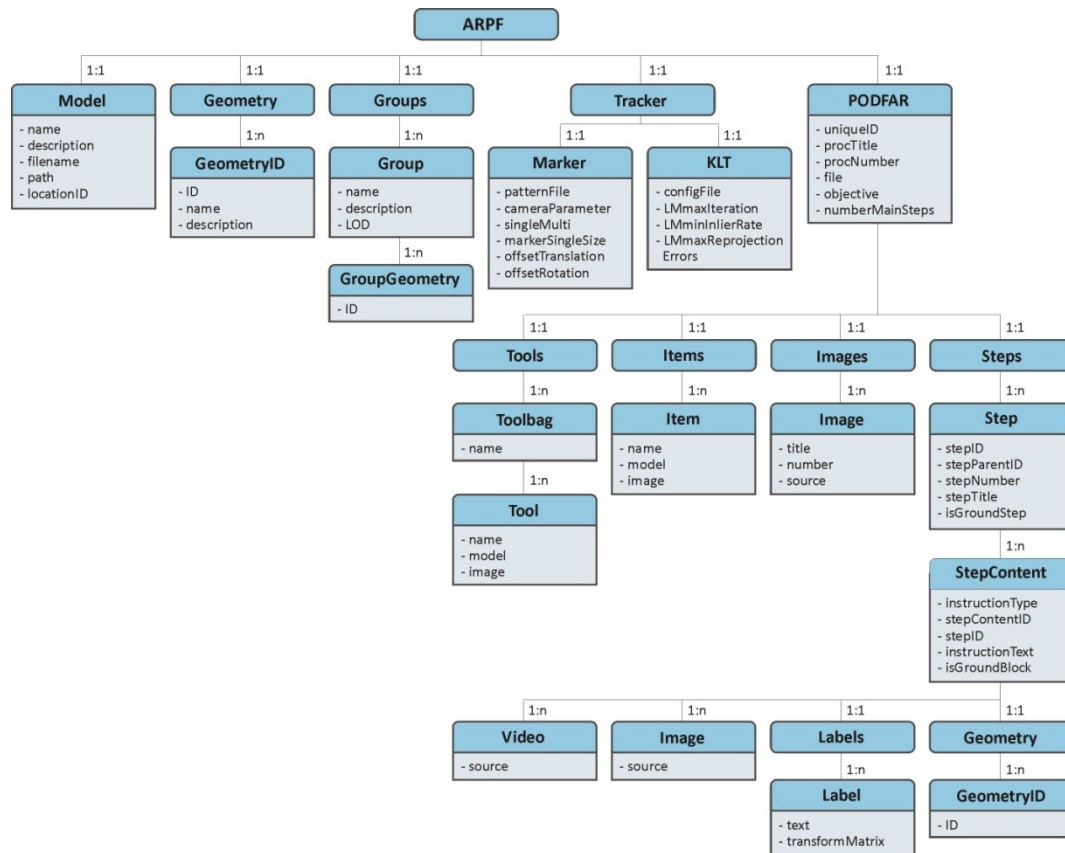 ARPF
1:1 1:1 1:1 1:1 1:1
Model Geometry Groups Tracker PODFAR
- name
- description
- filename
- path
- locationID
1:n
GeometryID
- ID
- name
- description
1:n
Group
- name
- description
- LOD
1:n
GroupGeometry
- ID
1:1 1:1
Marker
- patternFile
- cameraParameter
- singleMulti
- markerSingleSize
- offsetTranslation
- offsetRotation
KLT
- configFile
- LMmaxIteration
- LMminInlierRate
- LMmaxReprojection
Errors
- uniqueID
- procTitle
- procNumber
- file
- objective
- numberMainSteps
1:1 1:1 1:1 1:1
Tools Items Images Steps
1:n 1:n 1:n 1:n
Toolbag
- name
1:n
Tool
- name
- model
- image
Item
- name
- model
- image
Image
- title
- number
- source
Step
- stepID
- stepParentID
- stepNumber
- stepTitle
- isGroundStep
1:n
StepContent
- instructionType
- stepContentID
- stepID
- instructionText
- isGroundBlock
1:n 1:n 1:1 1:1
Video Image Labels Geometry
- source
- source
1:n
Label
- text
- transformMatrix
1:n
GeometryID
- ID